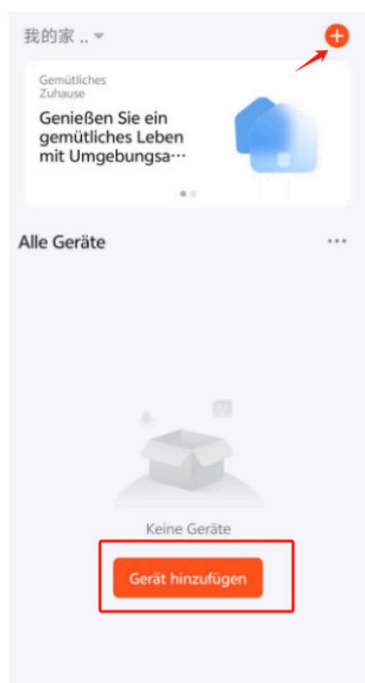 我的家 ..
Gemütliches
Zuhause
Genießen Sie ein
gemütliches Leben
mit Umgebungsa···
Alle Geräte
Keine Geräte
Gerät hinzufügen